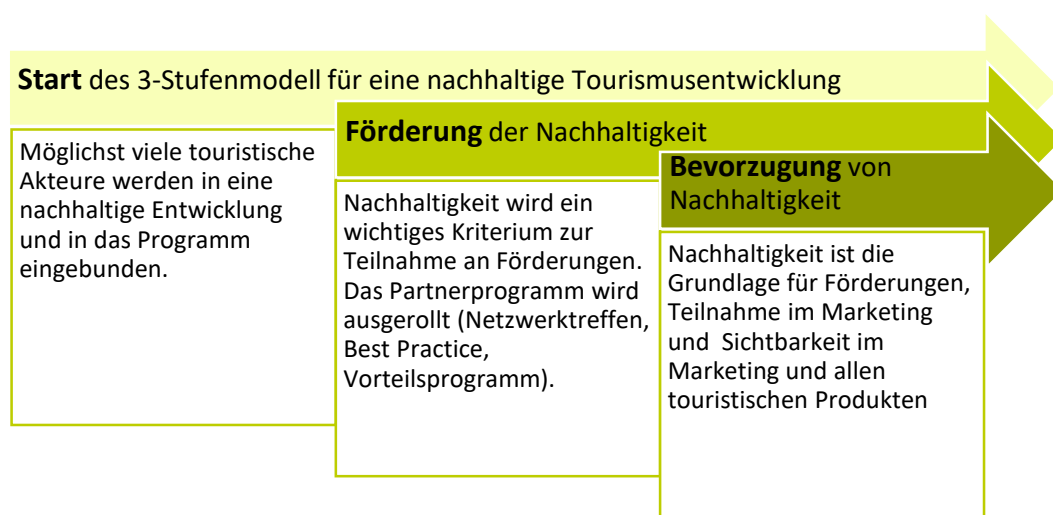 Start des 3-Stufenmodell für eine nachhaltige Tourismusentwicklung
Möglichst viele touristische
Akteure werden in eine
nachhaltige Entwicklung
und in das Programm
eingebunden.
Förderung der Nachhaltigkeit
Nachhaltigkeit wird ein
wichtiges Kriterium zur
Teilnahme an Förderungen.
Das Partnerprogramm wird
ausgerollt (Netzwerktreffen,
Best Practice,
Vorteilsprogramm).
Bevorzugung von
Nachhaltigkeit
Nachhaltigkeit ist die
Grundlage für Förderungen,
Teilnahme im Marketing
und  Sichtbarkeit im
Marketing und allen
touristischen Produkten